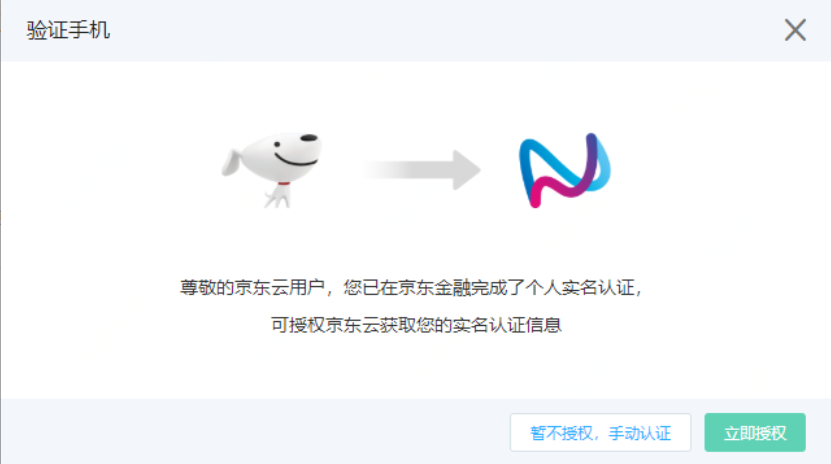 验证手机
尊敬的京东云用户，您已在京东金融完成了个人实名认证，
可授权京东云获取您的实名认证信息
暂不授权，手动认证
立即授权